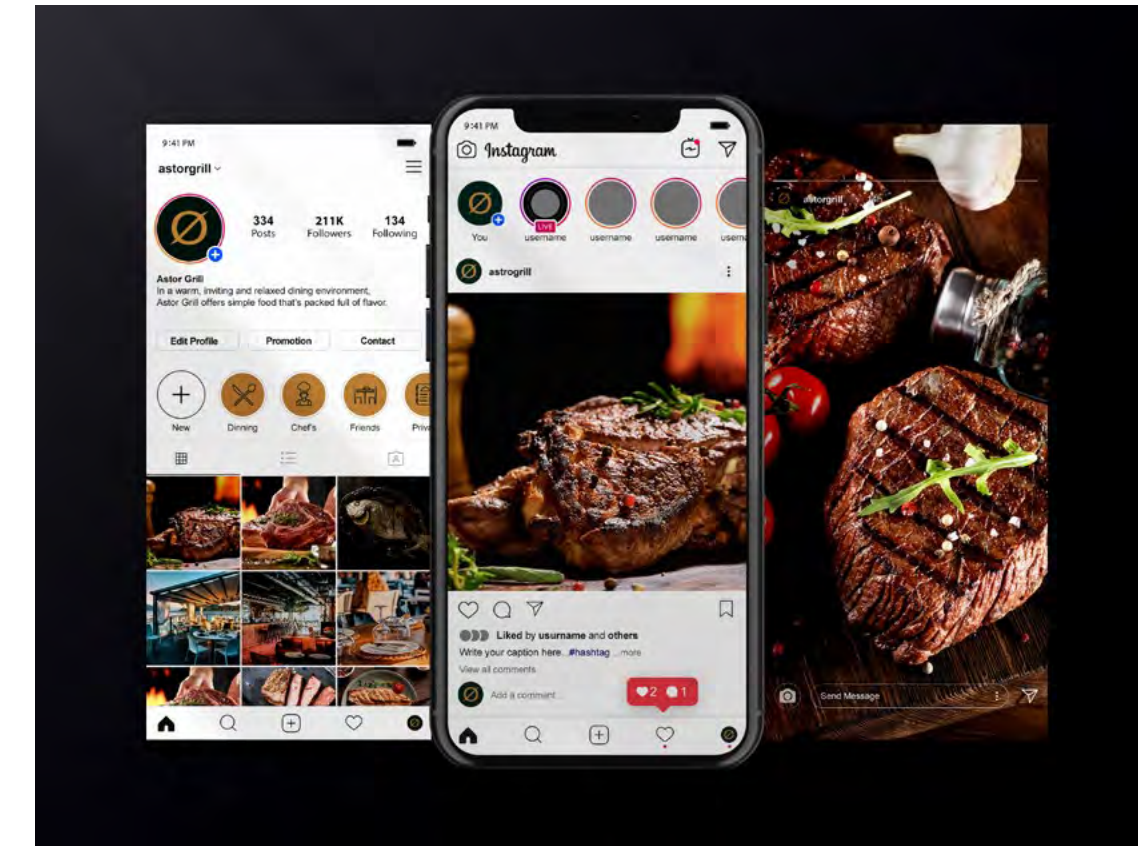 9:41 PM
astorgrill
334 211K 134
Posts Followers Following
Astor Grill
In a warm, inviting and relaxed dining environment,
Astor Grill offers simple food that's packed full of flavor.
Edit Profile Promotion Contact
New Dinning Chef's Friends Priv
9:41 PM
Instagram
LIVE
You username username username userna
astrogrill
Liked by usurname and others
Write your caption here...#hashtag ...more
View all comments
Add a comment...
2 1
astorgrill
Send Message